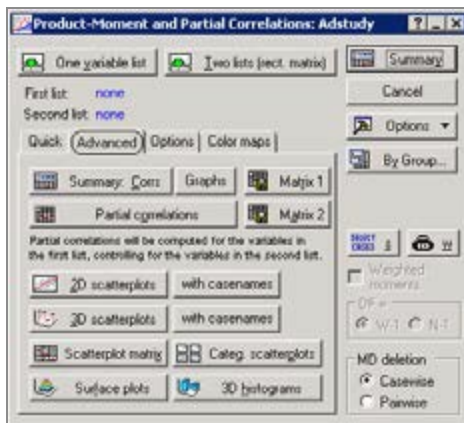 Product-Moment and Partial Correlations: Adstudy
One variable list
Two lists (rect. matrix)
Summary
Cancel
Options
By Group...
First list: none
Second list: none
Quick
Advanced
Options
Color maps
Summary: Corrs
Graphs
Matrix 1
Partial correlations
Matrix 2
Partial correlations will be computed for the variables
in the first list, controlling for the variables in the second list.
2D scatterplots
with casenames
3D scatterplots
with casenames
Scatterplot matrix
Categ. scatterplots
Surface plots
3D histograms
SELECT CASES S
W
Weighted moments
DF =
W-1
N-1
MD deletion
Casewise
Pairwise